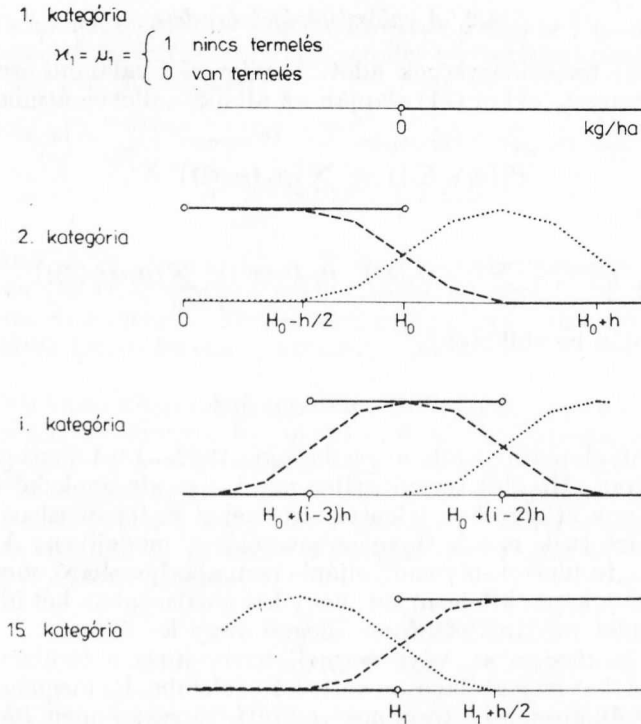 1. kategória
ϰ₁ = μ₁ = { 1 nincs termelés
0 van termelés
0 kg/ha
2. kategória
0 H₀-h/2 H₀ H₀+h
i. kategória
H₀+(i-3)h H₀+(i-2)h
15. kategória
H₁ H₁+h/2